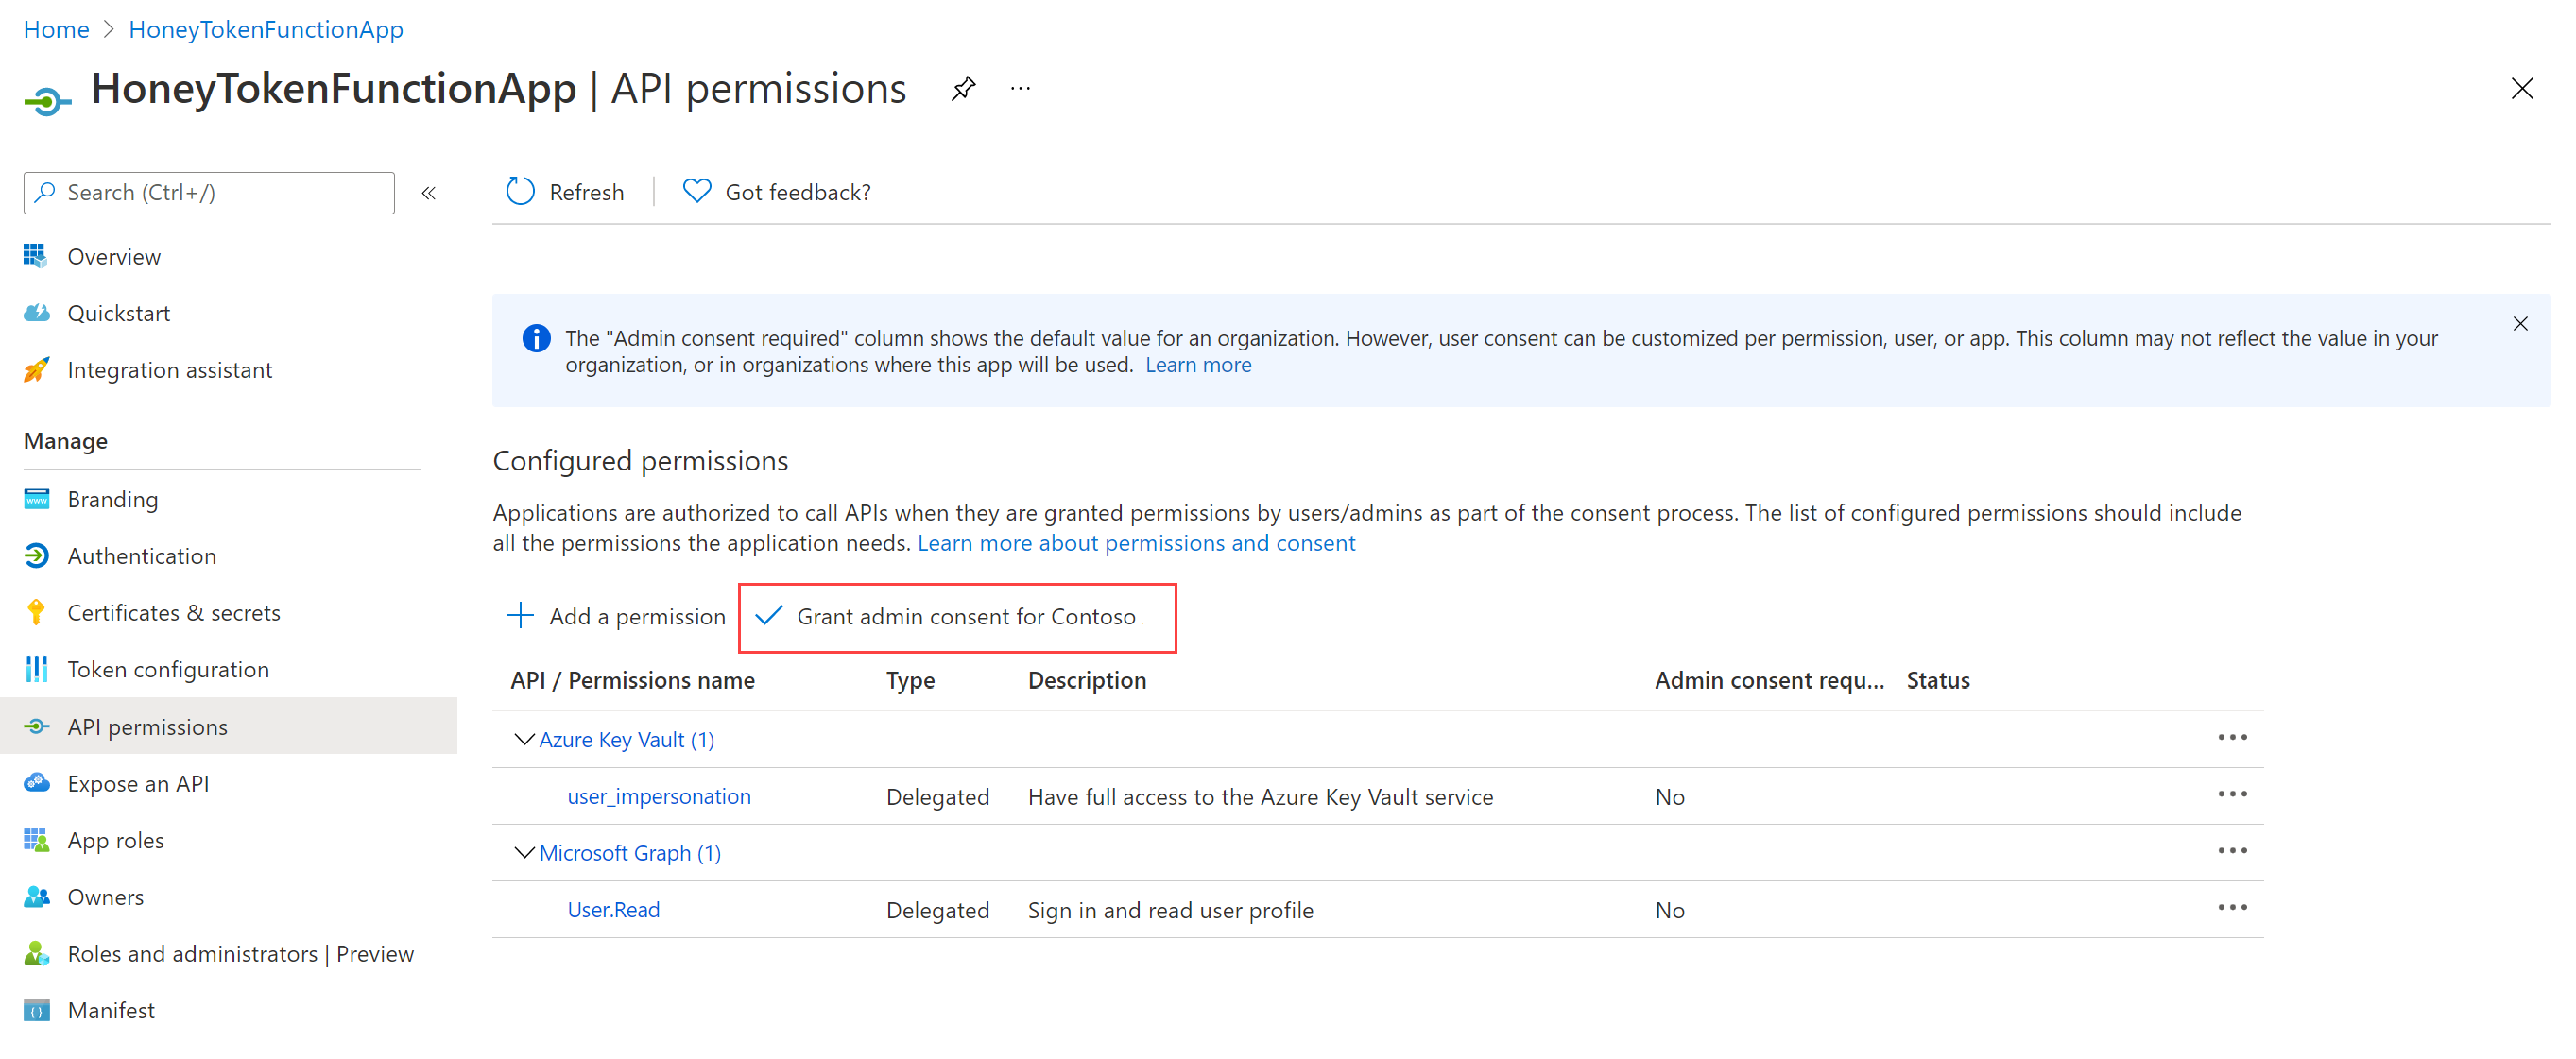 Home > HoneyTokenFunctionApp
HoneyTokenFunctionApp | API permissions ...
Search (Ctrl+/) «
Refresh Got feedback?
Overview
Quickstart
Integration assistant
The "Admin consent required" column shows the default value for an organization. However, user consent can be customized per permission, user, or app. This column may not reflect the value in your
organization, or in organizations where this app will be used. Learn more
Manage
Branding
Authentication
Certificates & secrets
Token configuration
API permissions
Expose an API
App roles
Owners
Roles and administrators | Preview
Manifest
Configured permissions
Applications are authorized to call APIs when they are granted permissions by users/admins as part of the consent process. The list of configured permissions should include
all the permissions the application needs. Learn more about permissions and consent
Add a permission Grant admin consent for Contoso
API / Permissions name Type Description Admin consent requ... Status
Azure Key Vault (1)
user_impersonation Delegated Have full access to the Azure Key Vault service No
Microsoft Graph (1)
User.Read Delegated Sign in and read user profile No